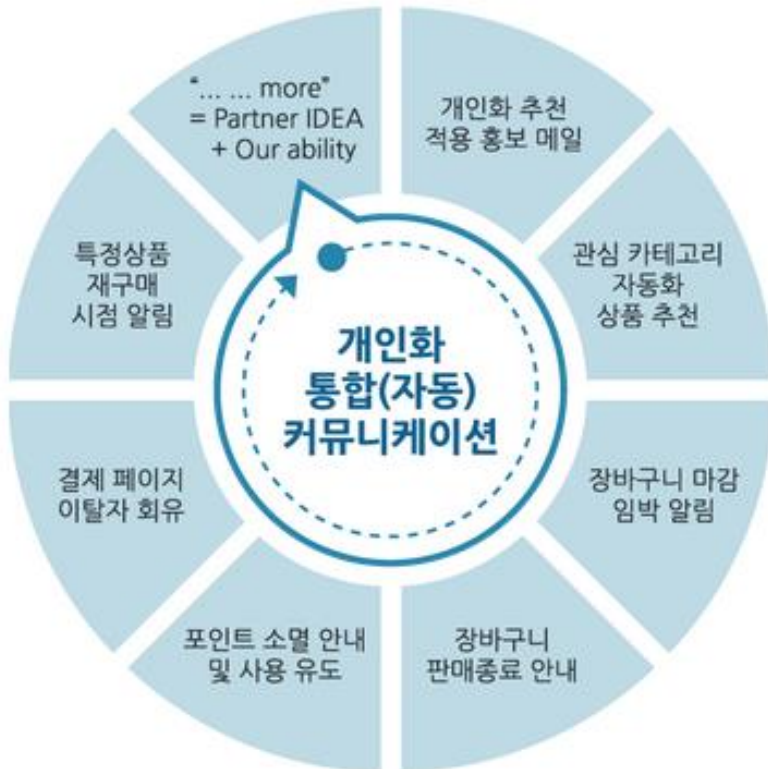 "... ... more"
= Partner IDEA
+ Our ability
개인화 추천
적용 홍보 메일
관심 카테고리
자동화
상품 추천
장바구니 마감
임박 알림
장바구니
판매종료 안내
포인트 소멸 안내
및 사용 유도
결제 페이지
이탈자 회유
특정상품
재구매
시점 알림
개인화
통합(자동)
커뮤니케이션